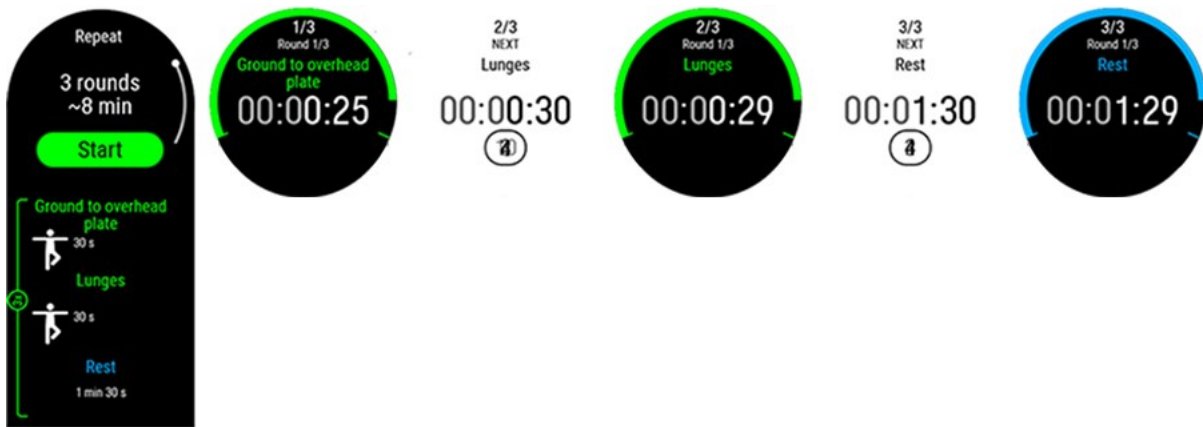 Repeat
3 rounds
~8 min
Start
Ground to overhead
plate
30 s
Lunges
3x
30 s
Rest
1 min 30 s
1/3
Round 1/3
Ground to overhead
plate
00:00:25
2/3
NEXT
Lunges
00:00:30
2/3
Round 1/3
Lunges
00:00:29
3/3
NEXT
Rest
00:01:30
3/3
Round 1/3
Rest
00:01:29